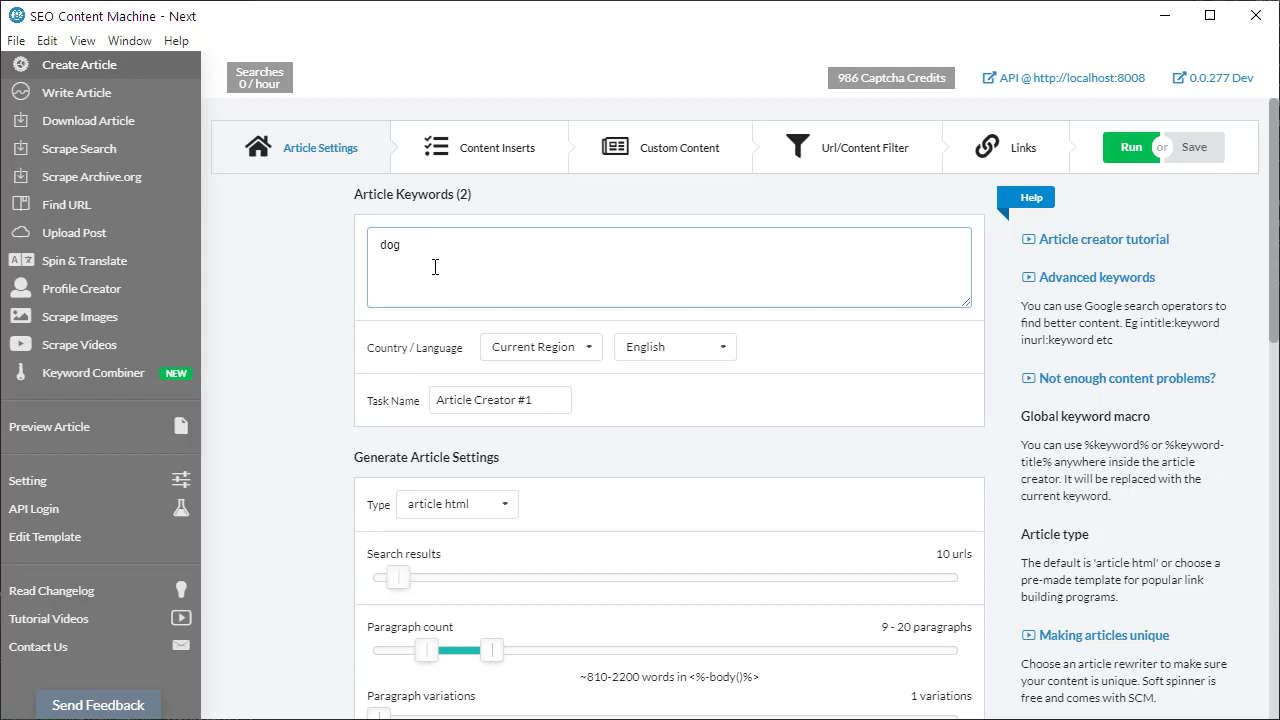 SEO Content Machine - Next
File Edit View Window Help
Create Article
Write Article
Download Article
Scrape Search
Scrape Archive.org
Find URL
Upload Post
Spin & Translate
Profile Creator
Scrape Images
Scrape Videos
Keyword Combiner NEW
Preview Article
Setting
API Login
Edit Template
Read Changelog
Tutorial Videos
Contact Us
Send Feedback
Searches
0 / hour
986 Captcha Credits
API @ http://localhost:8008
0.0.277 Dev
Article Settings
Content Inserts
Custom Content
Url/Content Filter
Links
Run or Save
Article Keywords (2)
dog
Country / Language Current Region English
Task Name Article Creator #1
Generate Article Settings
Type article html
Search results 10 urls
Paragraph count 9 - 20 paragraphs
~810-2200 words in <%-body()%>
Paragraph variations 1 variations
Help
Article creator tutorial
Advanced keywords
You can use Google search operators to
find better content. Eg intitle:keyword
inurl:keyword etc
Not enough content problems?
Global keyword macro
You can use %keyword% or %keyword-
title% anywhere inside the article
creator. It will be replaced with the
current keyword.
Article type
The default is 'article html' or choose a
pre-made template for popular link
building programs.
Making articles unique
Choose an article rewriter to make sure
your content is unique. Soft spinner is
free and comes with SCM.